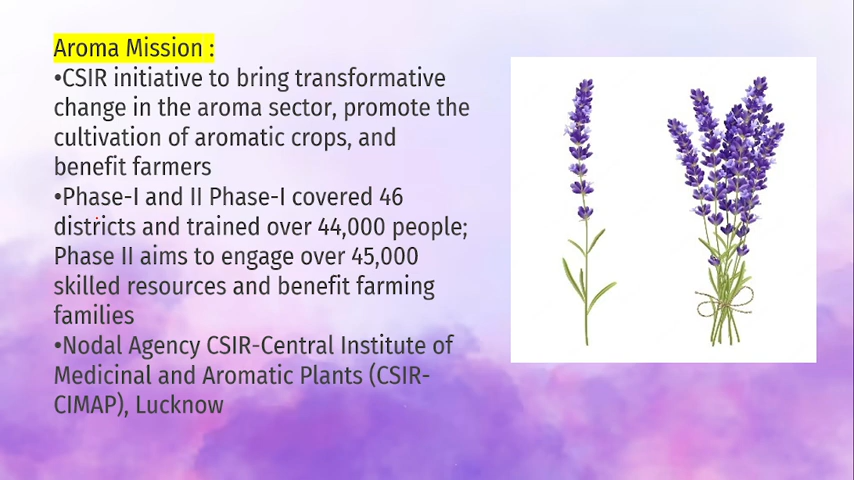 Aroma Mission :
•CSIR initiative to bring transformative
change in the aroma sector, promote the
cultivation of aromatic crops, and
benefit farmers
•Phase-I and II Phase-I covered 46
districts and trained over 44,000 people;
Phase II aims to engage over 45,000
skilled resources and benefit farming
families
•Nodal Agency CSIR-Central Institute of
Medicinal and Aromatic Plants (CSIR-
CIMAP), Lucknow